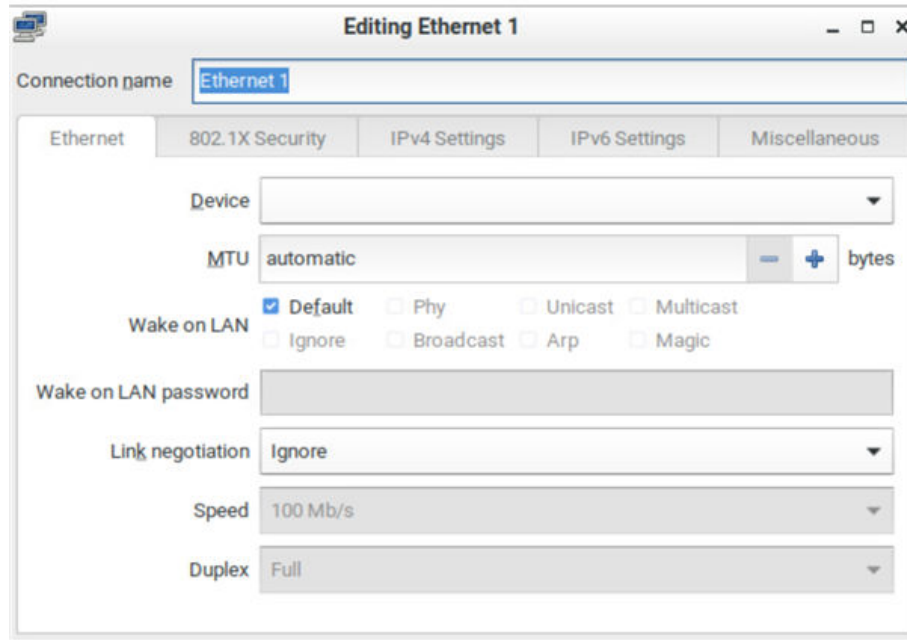 Editing Ethernet 1
Connection name Ethernet 1
Ethernet 802.1X Security IPv4 Settings IPv6 Settings Miscellaneous
Device
MTU automatic bytes
Default Phy Unicast Multicast
Wake on LAN
Ignore Broadcast Arp Magic
Wake on LAN password
Link negotiation Ignore
Speed 100 Mb/s
Duplex Full